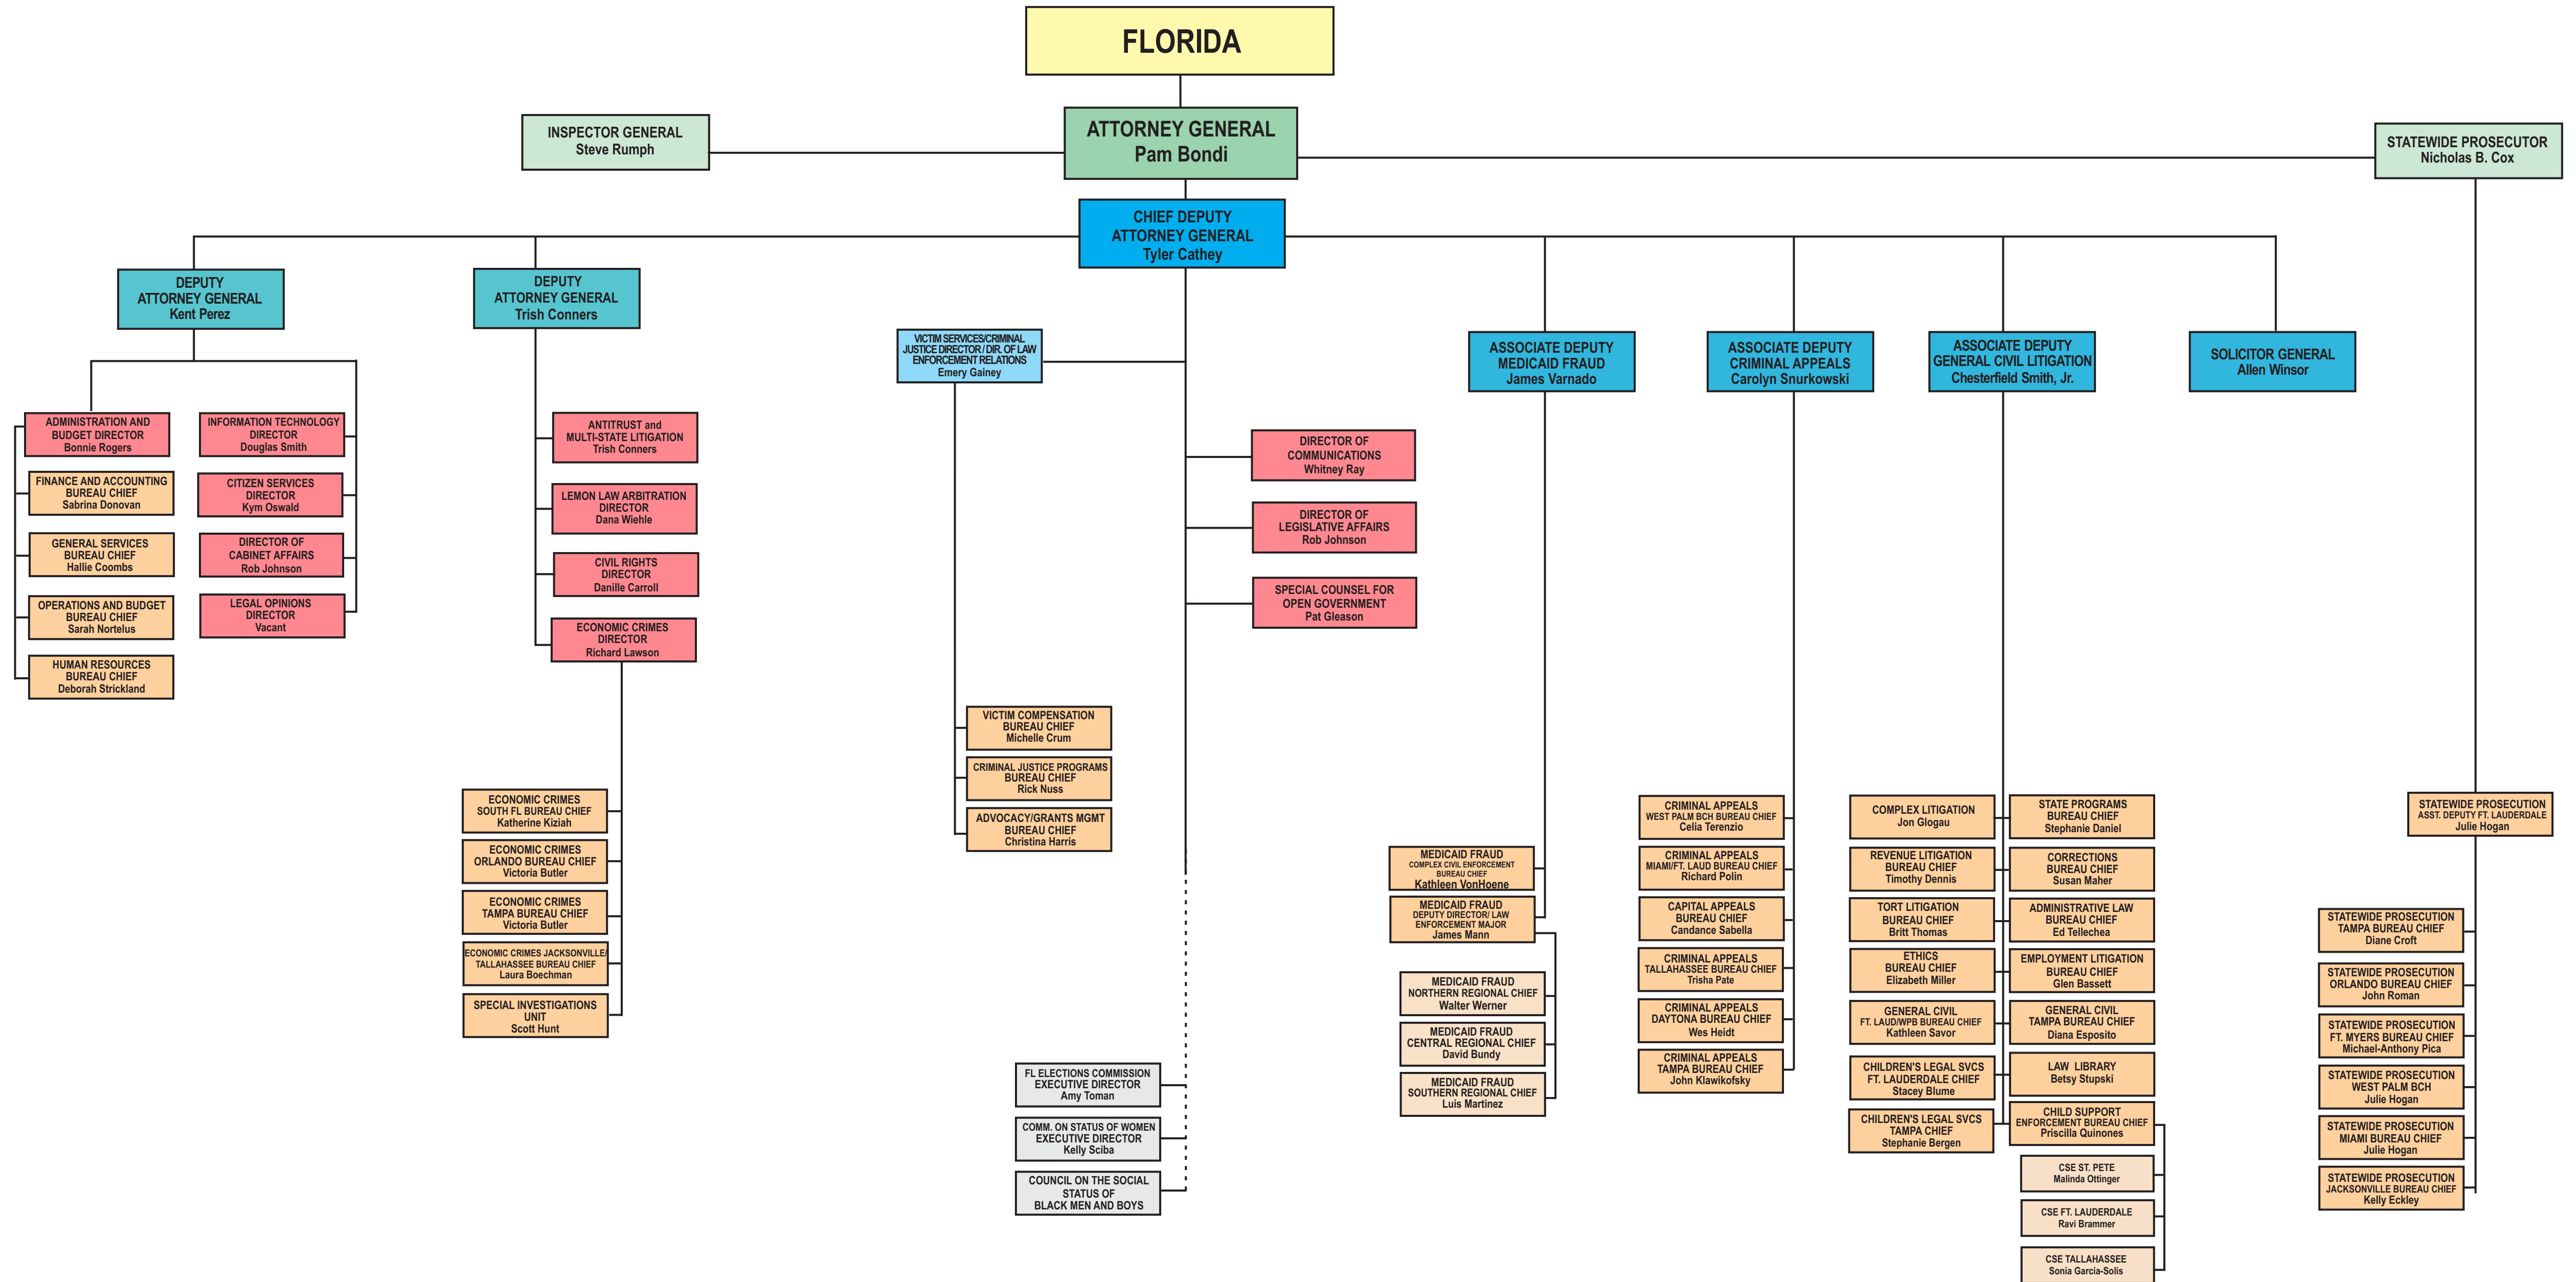 FLORIDA
INSPECTOR GENERAL
Steve Rumph
ATTORNEY GENERAL
Pam Bondi
STATEWIDE PROSECUTOR
Nicholas B. Cox
CHIEF DEPUTY
ATTORNEY GENERAL
Tyler Cathey
DEPUTY
ATTORNEY GENERAL
Kent Perez
DEPUTY
ATTORNEY GENERAL
Trish Conners
VICTIM SERVICES/CRIMINAL
JUSTICE DIRECTOR / DIR. OF LAW
ENFORCEMENT RELATIONS
Emery Gainey
ASSOCIATE DEPUTY
MEDICAID FRAUD
James Varnado
ASSOCIATE DEPUTY
CRIMINAL APPEALS
Carolyn Snurkowski
ASSOCIATE DEPUTY
GENERAL CIVIL LITIGATION
Chesterfield Smith, Jr.
SOLICITOR GENERAL
Allen Winsor
ADMINISTRATION AND
BUDGET DIRECTOR
Bonnie Rogers
FINANCE AND ACCOUNTING
BUREAU CHIEF
Sabrina Donovan
GENERAL SERVICES
BUREAU CHIEF
Hallie Coombs
OPERATIONS AND BUDGET
BUREAU CHIEF
Sarah Nortelus
HUMAN RESOURCES
BUREAU CHIEF
Deborah Strickland
INFORMATION TECHNOLOGY
DIRECTOR
Douglas Smith
CITIZEN SERVICES
DIRECTOR
Kym Oswald
DIRECTOR OF
CABINET AFFAIRS
Rob Johnson
LEGAL OPINIONS
DIRECTOR
Vacant
ANTITRUST and
MULTI-STATE LITIGATION
Trish Conners
LEMON LAW ARBITRATION
DIRECTOR
Dana Wiehle
CIVIL RIGHTS
DIRECTOR
Danille Carroll
ECONOMIC CRIMES
DIRECTOR
Richard Lawson
ECONOMIC CRIMES
SOUTH FL BUREAU CHIEF
Katherine Kiziah
ECONOMIC CRIMES
ORLANDO BUREAU CHIEF
Victoria Butler
ECONOMIC CRIMES
TAMPA BUREAU CHIEF
Victoria Butler
ECONOMIC CRIMES JACKSONVILLE/
TALLAHASSEE BUREAU CHIEF
Laura Boechman
SPECIAL INVESTIGATIONS
UNIT
Scott Hunt
VICTIM COMPENSATION
BUREAU CHIEF
Michelle Crum
CRIMINAL JUSTICE PROGRAMS
BUREAU CHIEF
Rick Nuss
ADVOCACY/GRANTS MGMT
BUREAU CHIEF
Christina Harris
DIRECTOR OF
COMMUNICATIONS
Whitney Ray
DIRECTOR OF
LEGISLATIVE AFFAIRS
Rob Johnson
SPECIAL COUNSEL FOR
OPEN GOVERNMENT
Pat Gleason
FL ELECTIONS COMMISSION
EXECUTIVE DIRECTOR
Amy Toman
COMM. ON STATUS OF WOMEN
EXECUTIVE DIRECTOR
Kelly Sciba
COUNCIL ON THE SOCIAL
STATUS OF
BLACK MEN AND BOYS
MEDICAID FRAUD
COMPLEX CIVIL ENFORCEMENT
BUREAU CHIEF
Kathleen VonHoene
MEDICAID FRAUD
DEPUTY DIRECTOR/ LAW
ENFORCEMENT MAJOR
James Mann
MEDICAID FRAUD
NORTHERN REGIONAL CHIEF
Walter Werner
MEDICAID FRAUD
CENTRAL REGIONAL CHIEF
David Bundy
MEDICAID FRAUD
SOUTHERN REGIONAL CHIEF
Luis Martinez
CRIMINAL APPEALS
WEST PALM BCH BUREAU CHIEF
Celia Terenzio
CRIMINAL APPEALS
MIAMI/FT. LAUD BUREAU CHIEF
Richard Polin
CAPITAL APPEALS
BUREAU CHIEF
Candance Sabella
CRIMINAL APPEALS
TALLAHASSEE BUREAU CHIEF
Trisha Pate
CRIMINAL APPEALS
DAYTONA BUREAU CHIEF
Wes Heidt
CRIMINAL APPEALS
TAMPA BUREAU CHIEF
John Klawikofsky
COMPLEX LITIGATION
Jon Glogau
REVENUE LITIGATION
BUREAU CHIEF
Timothy Dennis
TORT LITIGATION
BUREAU CHIEF
Britt Thomas
ETHICS
BUREAU CHIEF
Elizabeth Miller
GENERAL CIVIL
FT. LAUD/WPB BUREAU CHIEF
Kathleen Savor
CHILDREN'S LEGAL SVCS
FT. LAUDERDALE CHIEF
Stacey Blume
CHILDREN'S LEGAL SVCS
TAMPA CHIEF
Stephanie Bergen
STATE PROGRAMS
BUREAU CHIEF
Stephanie Daniel
CORRECTIONS
BUREAU CHIEF
Susan Maher
ADMINISTRATIVE LAW
BUREAU CHIEF
Ed Tellechea
EMPLOYMENT LITIGATION
BUREAU CHIEF
Glen Bassett
GENERAL CIVIL
TAMPA BUREAU CHIEF
Diana Esposito
LAW LIBRARY
Betsy Stupski
CHILD SUPPORT
ENFORCEMENT BUREAU CHIEF
Priscilla Quinones
CSE ST. PETE
Malinda Ottinger
CSE FT. LAUDERDALE
Ravi Brammer
CSE TALLAHASSEE
Sonia Garcia-Solis
STATEWIDE PROSECUTION
ASST. DEPUTY FT. LAUDERDALE
Julie Hogan
STATEWIDE PROSECUTION
TAMPA BUREAU CHIEF
Diane Croft
STATEWIDE PROSECUTION
ORLANDO BUREAU CHIEF
John Roman
STATEWIDE PROSECUTION
FT. MYERS BUREAU CHIEF
Michael-Anthony Pica
STATEWIDE PROSECUTION
WEST PALM BCH
Julie Hogan
STATEWIDE PROSECUTION
MIAMI BUREAU CHIEF
Julie Hogan
STATEWIDE PROSECUTION
JACKSONVILLE BUREAU CHIEF
Kelly Eckley